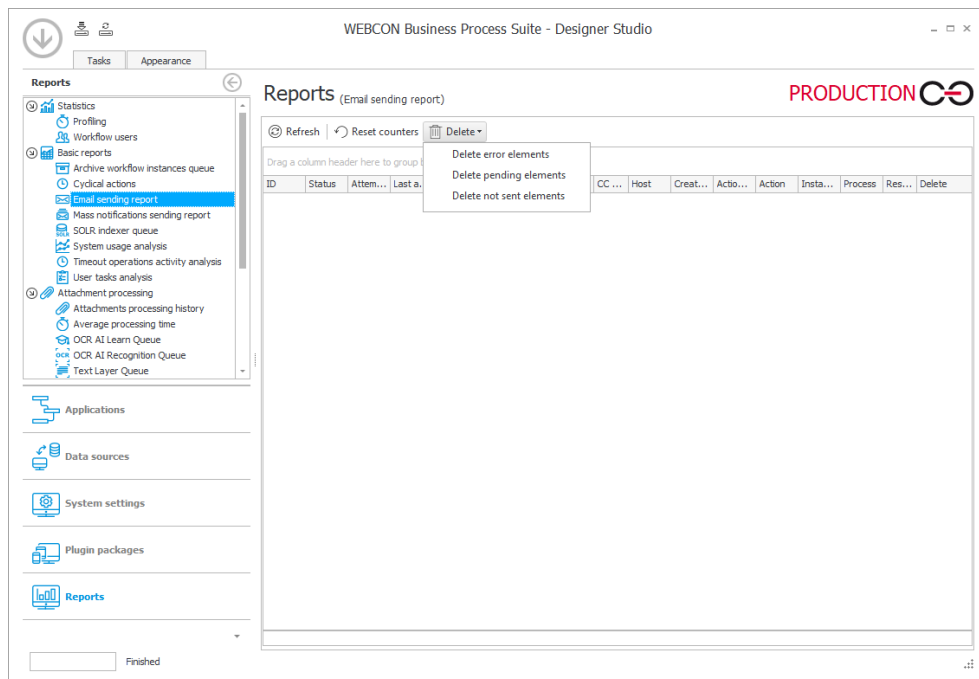 WEBCON Business Process Suite - Designer Studio
Tasks Appearance
Reports
Statistics
Profiling
Workflow users
Basic reports
Archive workflow instances queue
Cyclical actions
Email sending report
Mass notifications sending report
SOLR indexer queue
System usage analysis
Timeout operations activity analysis
User tasks analysis
Attachment processing
Attachments processing history
Average processing time
OCR AI Learn Queue
OCR AI Recognition Queue
Text Layer Queue
Applications
Data sources
System settings
Plugin packages
Reports
Finished
Reports (Email sending report)
PRODUCTION
Refresh Reset counters Delete
Delete error elements
Delete pending elements
Delete not sent elements
Drag a column header here to group b
ID Status Attem... Last a. CC ... Host Creat... Actio... Action Insta... Process Res... Delete